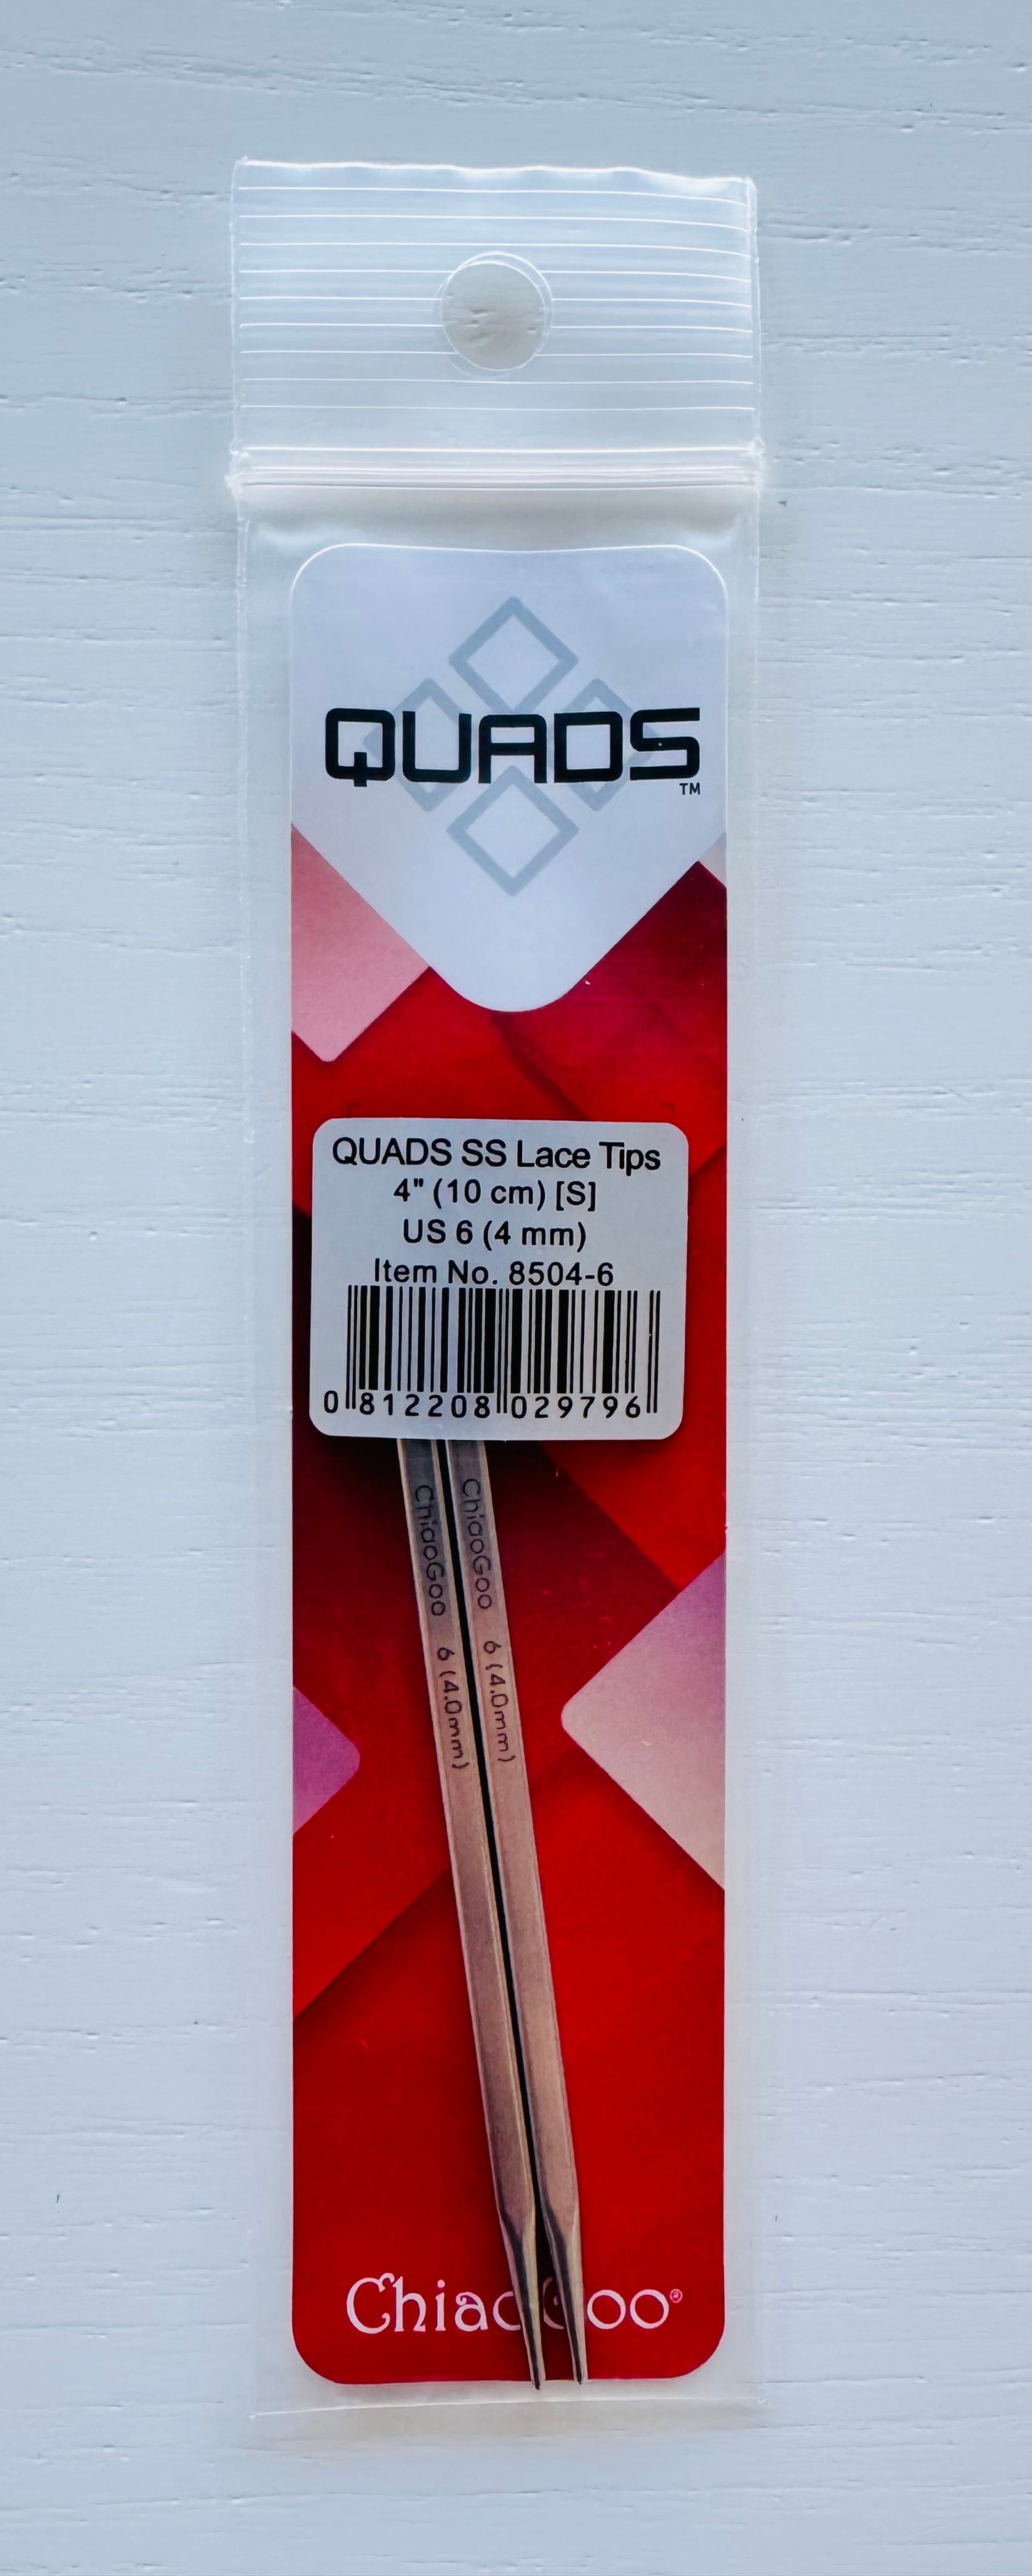 QUADS
TM
QUADS SS Lace Tips
4" (10 cm) [S]
US 6 (4 mm)
Item No. 8504-6
0 812208 029796
ChiaoGoo 6 (4.0mm)
ChiaoGoo 6 (4.0mm)
ChiaoGoo®